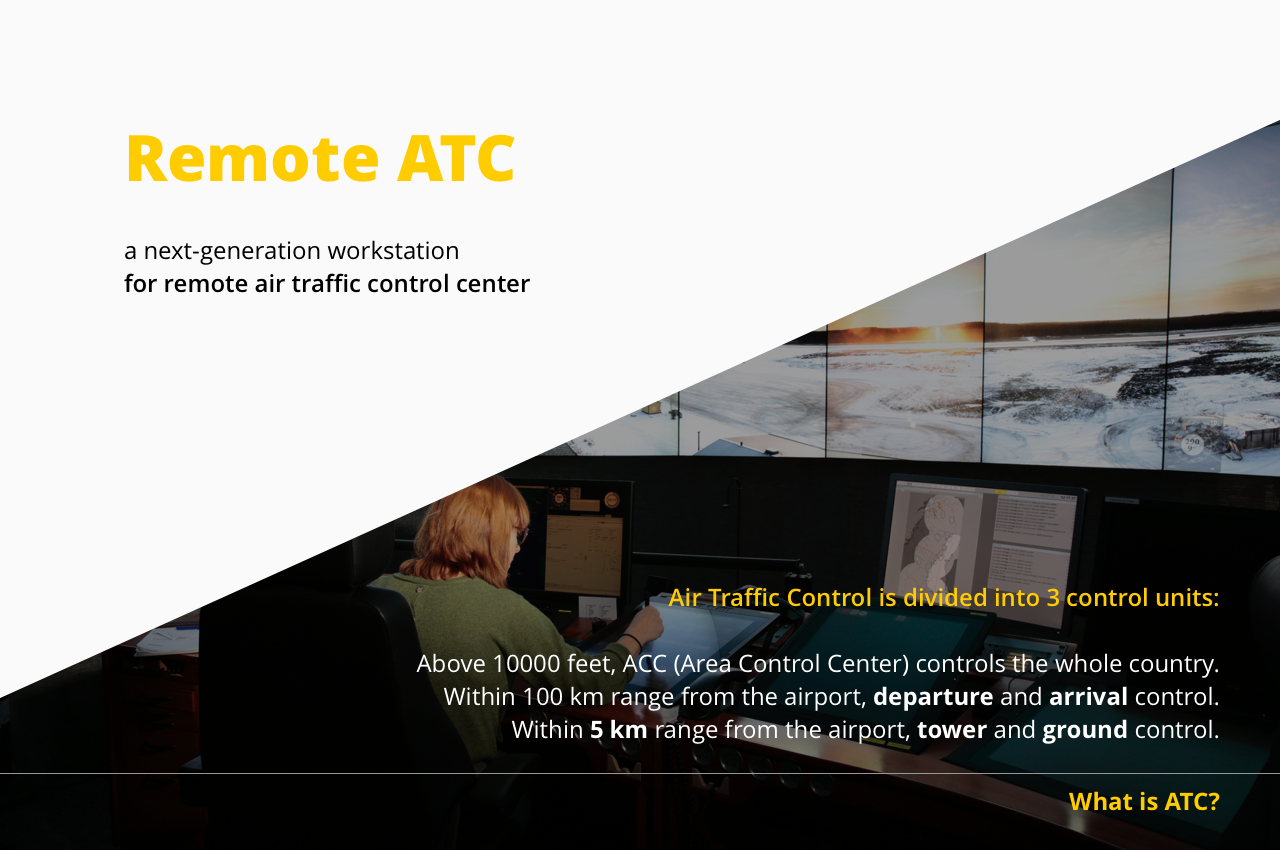 Remote ATC
a next-generation workstation
for remote air traffic control center
Air Traffic Control is divided into 3 control units:
Above 10000 feet, ACC (Area Control Center) controls the whole country.
Within 100 km range from the airport, departure and arrival control.
Within 5 km range from the airport, tower and ground control.
What is ATC?